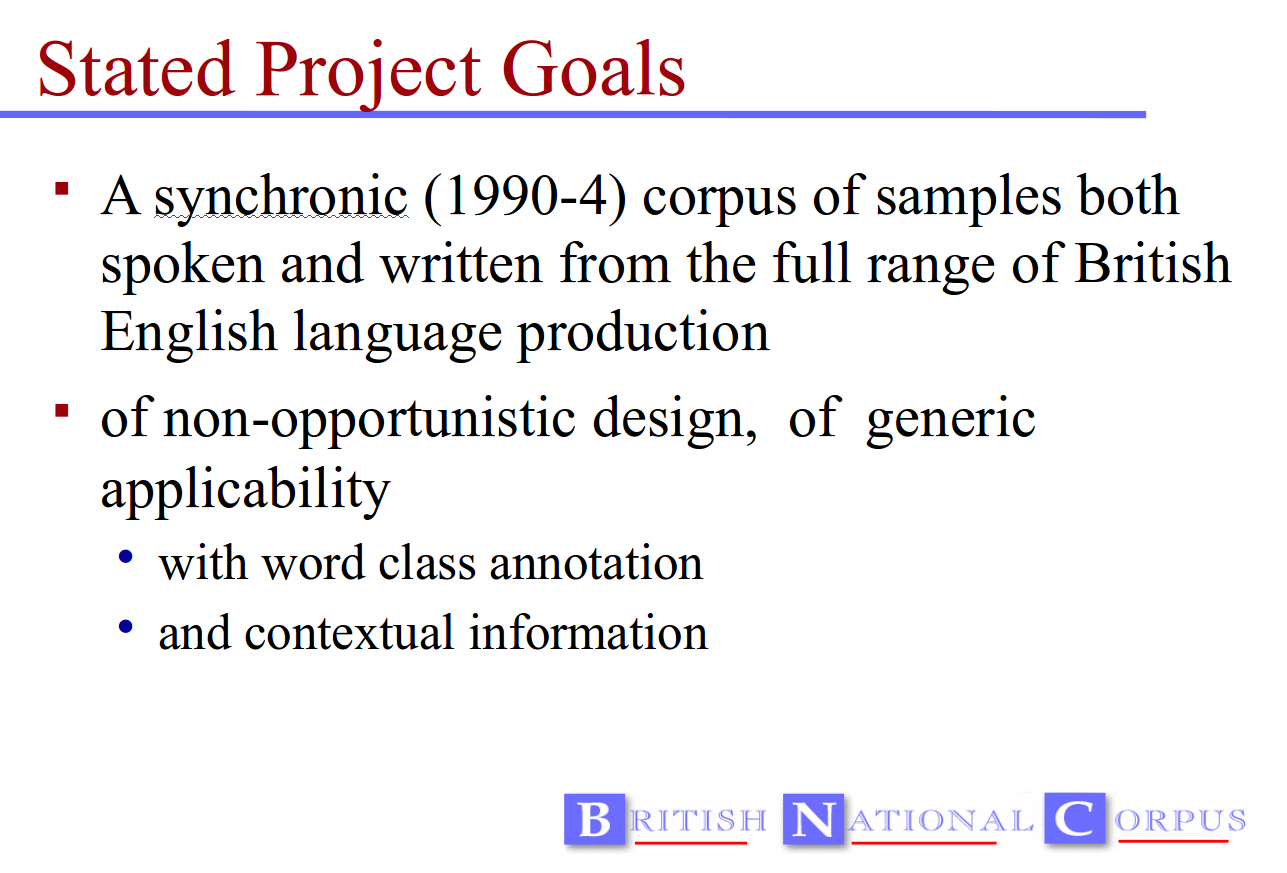 Stated Project Goals
A synchronic (1990-4) corpus of samples both
spoken and written from the full range of British
English language production
of non-opportunistic design,  of  generic
applicability
with word class annotation
and contextual information
BRITISH NATIONAL CORPUS